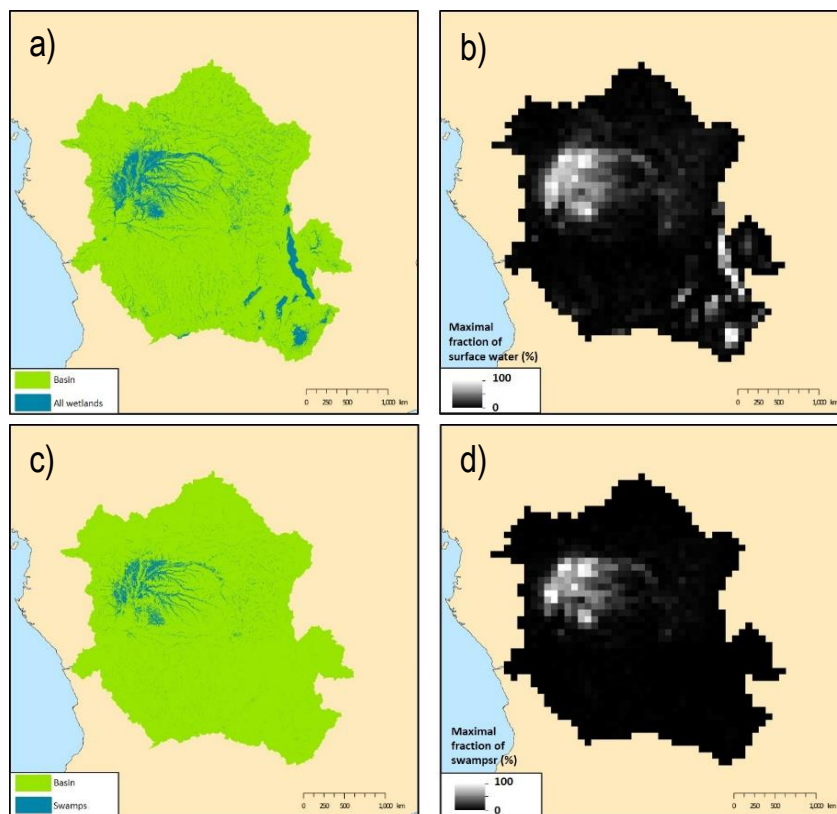 a)
Basin
All wetlands
0 250 500 1,000 km
b)
Maximal
fraction of
surface water (%)
100
0
0 250 500 1,000 km
c)
Basin
Swamps
0 250 500 1,000 km
d)
Maximal
fraction of
swampsr (%)
100
0
0 250 500 1,000 km